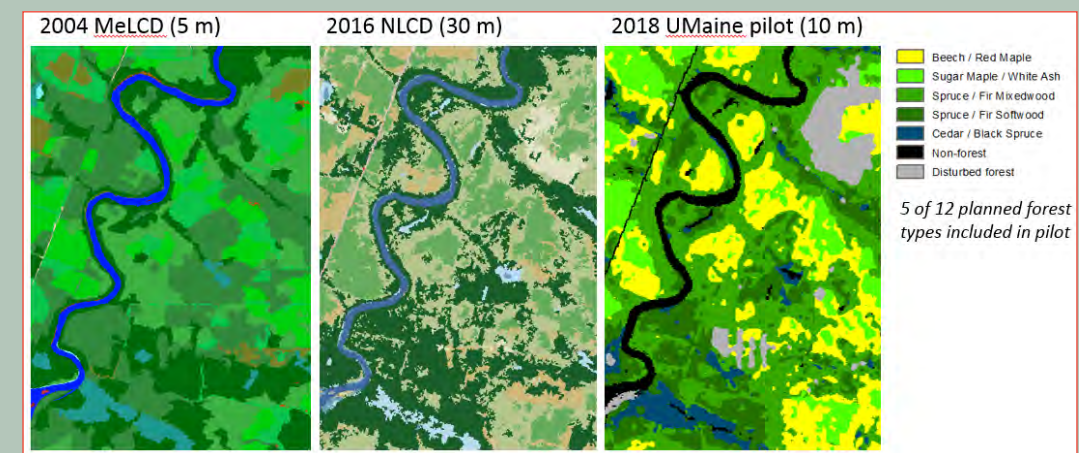 2004 MeLCD (5 m)
2016 NLCD (30 m)
2018 UMaine pilot (10 m)
Beech / Red Maple
Sugar Maple / White Ash
Spruce / Fir Mixedwood
Spruce / Fir Softwood
Cedar / Black Spruce
Non-forest
Disturbed forest
5 of 12 planned forest
types included in pilot